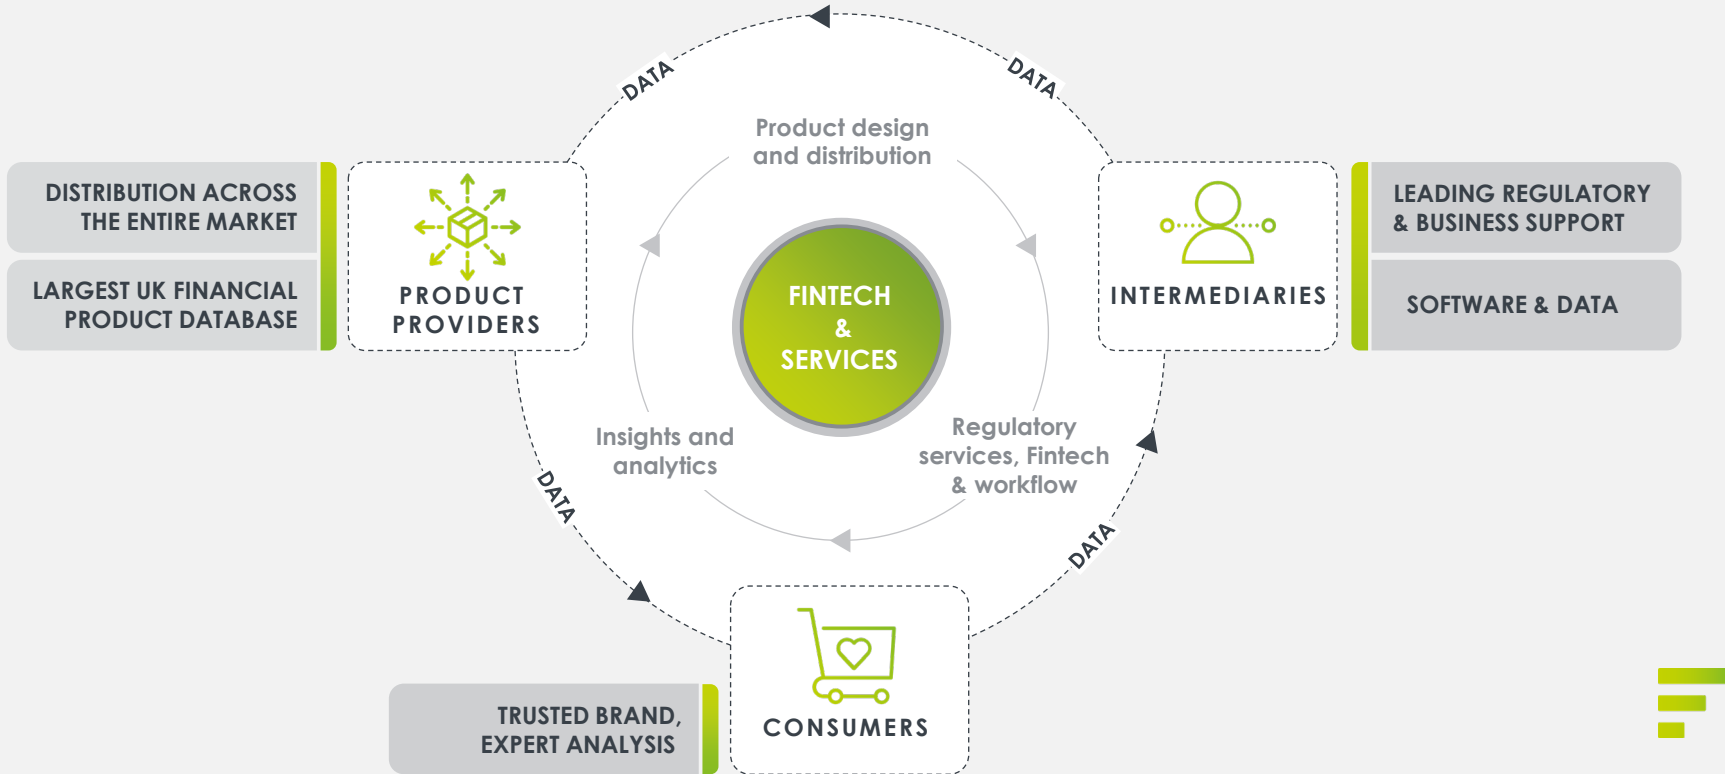 DATA
DATA
Product design
and distribution
DISTRIBUTION ACROSS
THE ENTIRE MARKET
LARGEST UK FINANCIAL
PRODUCT DATABASE
PRODUCT
PROVIDERS
FINTECH
&
SERVICES
INTERMEDIARIES
LEADING REGULATORY
& BUSINESS SUPPORT
SOFTWARE & DATA
Insights and
analytics
Regulatory
services, Fintech
& workflow
DATA
DATA
TRUSTED BRAND,
EXPERT ANALYSIS
CONSUMERS